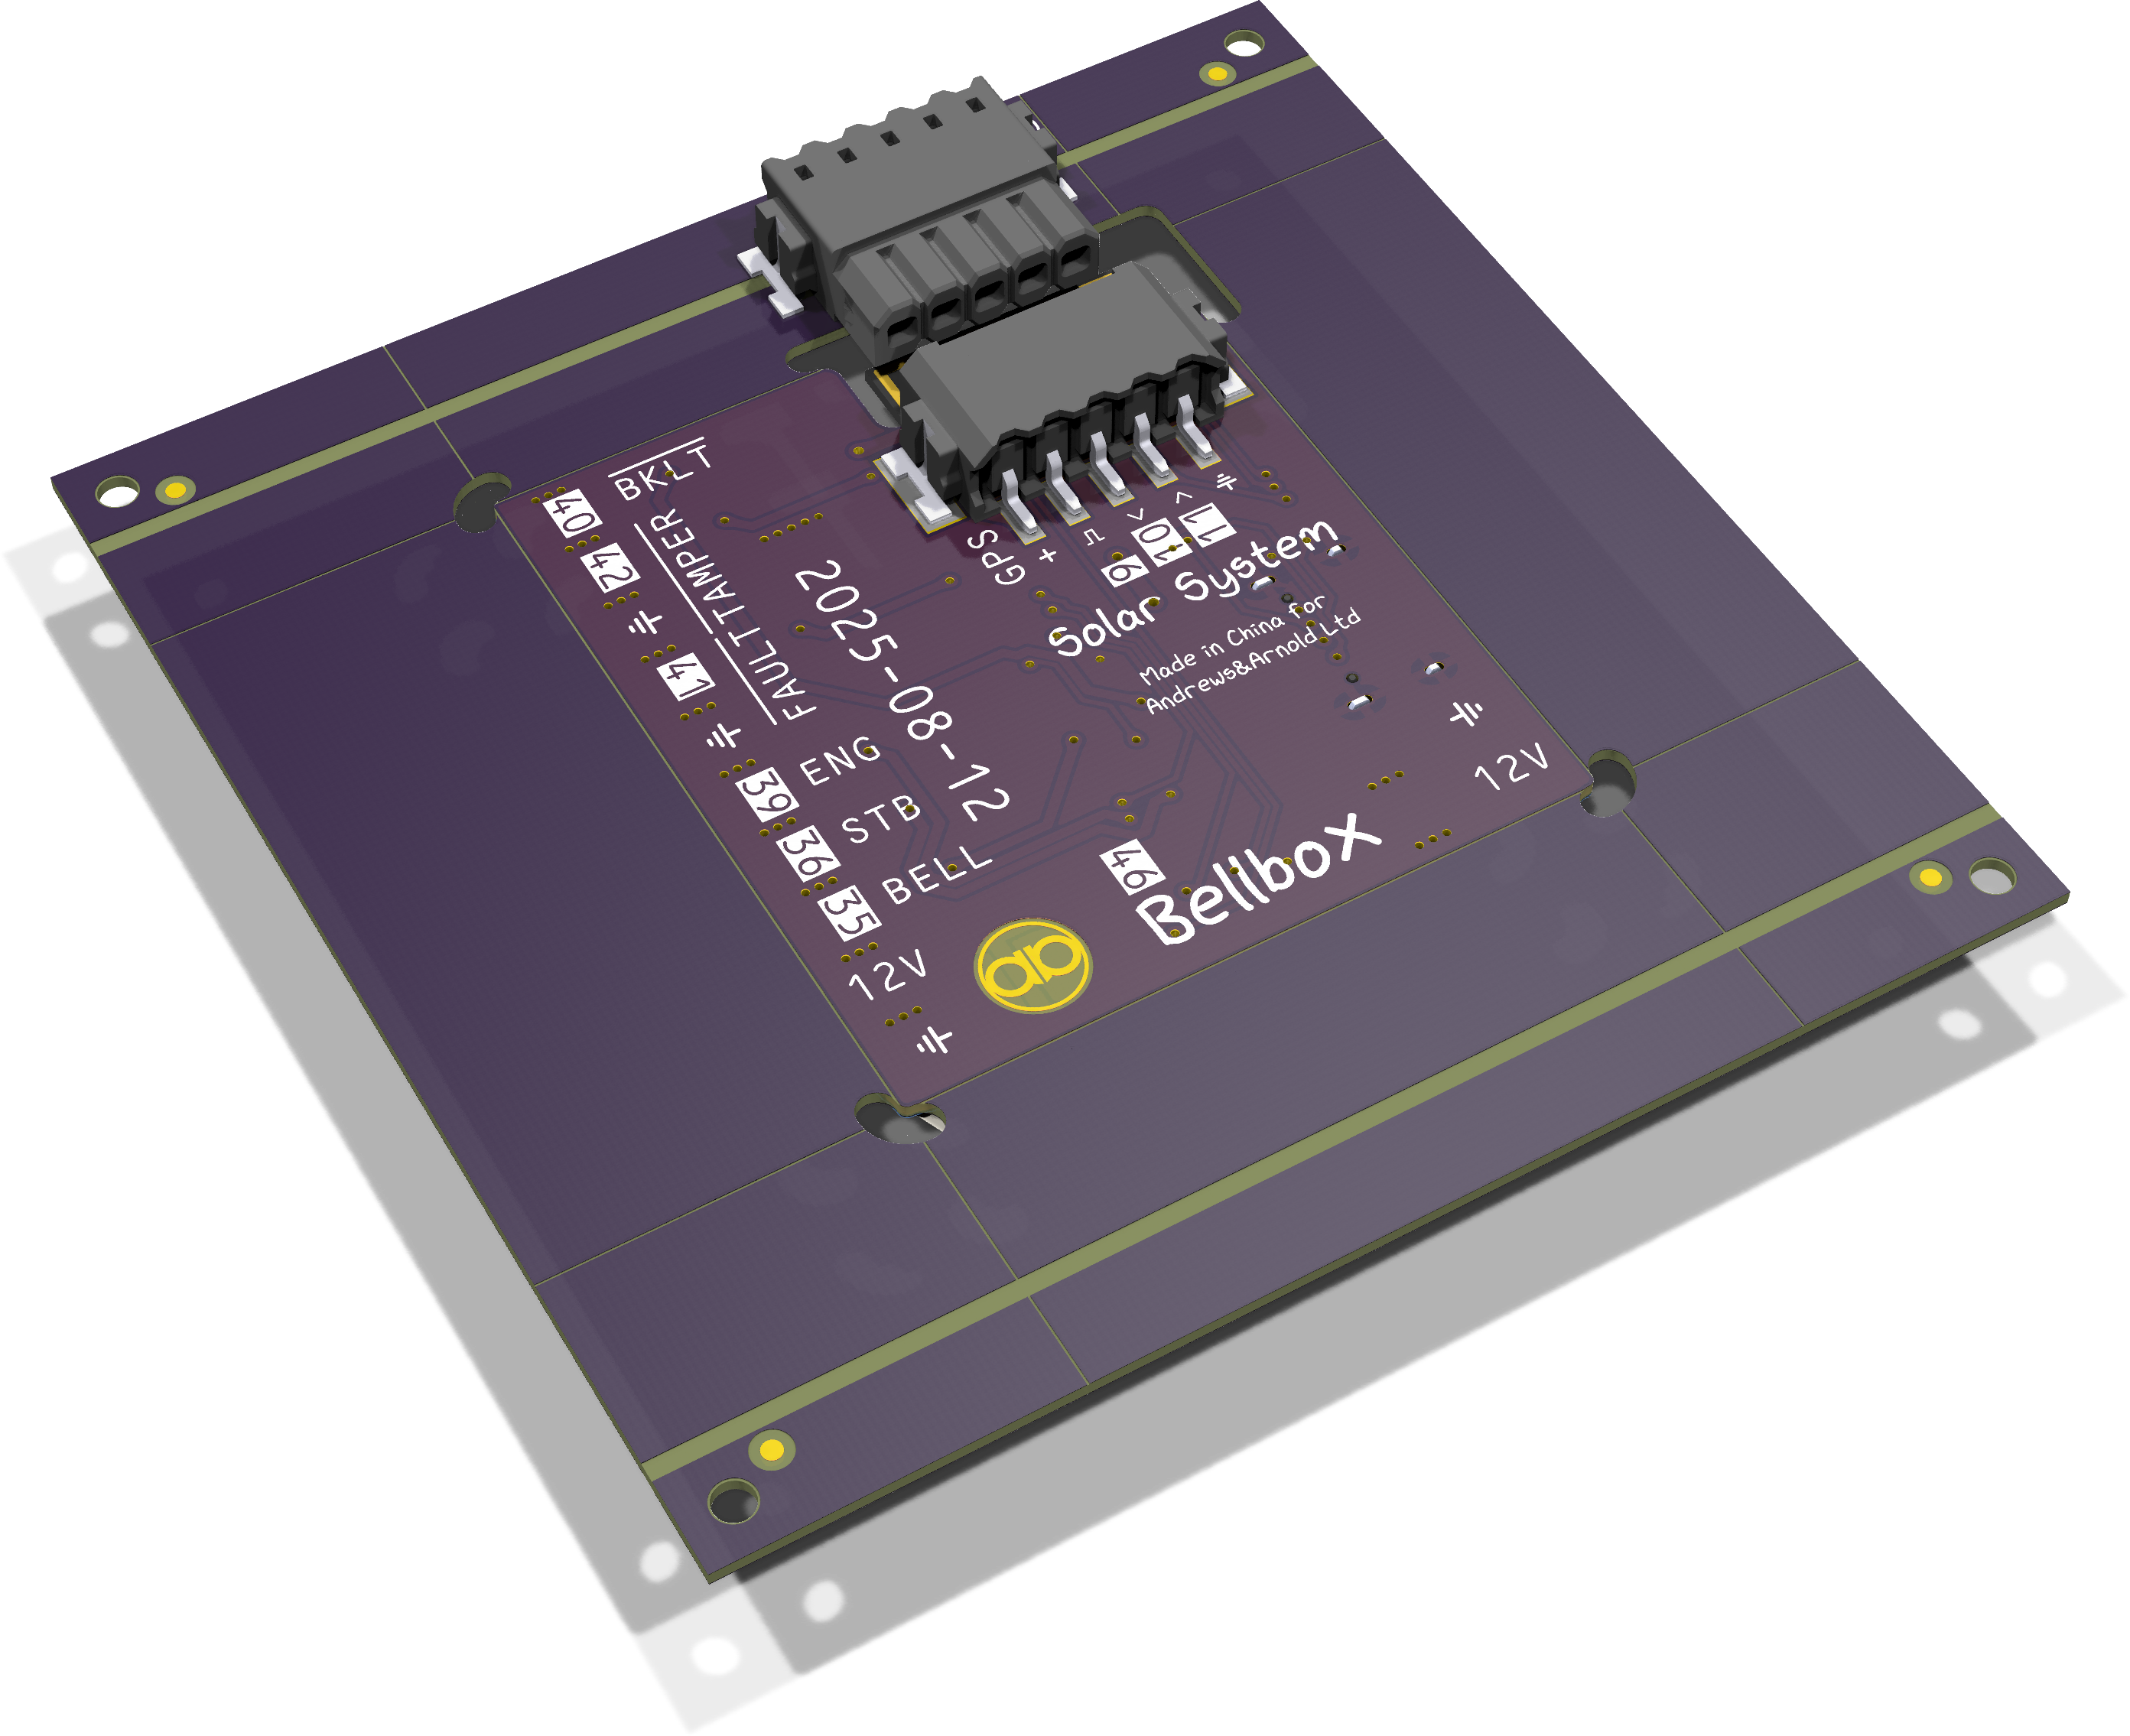 40 BKLT
42 TAMPER
41 FAULT
39 ENG
36 STB
35 BELL
12V
2025-08-12
GPS
+
9 10 11
Solar System
Made in China for
Andrews&Arnold Ltd
12V
46
Bellbox